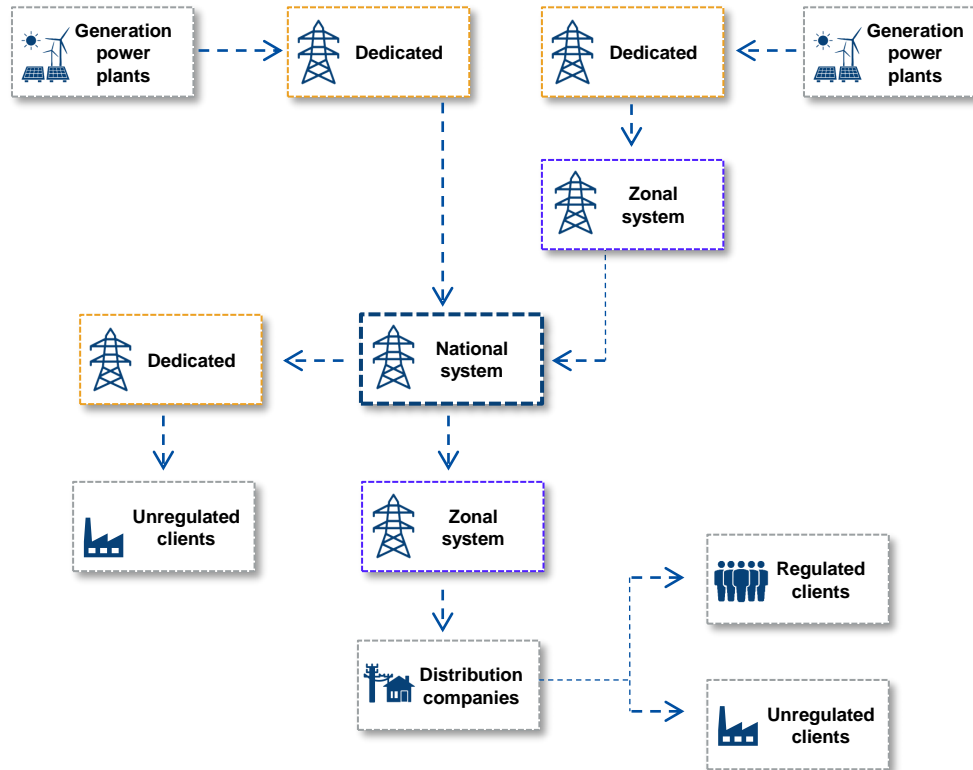 Generation
power
plants
Dedicated
Dedicated
Generation
power
plants
Zonal
system
Dedicated
National
system
Unregulated
clients
Zonal
system
Regulated
clients
Distribution
companies
Unregulated
clients